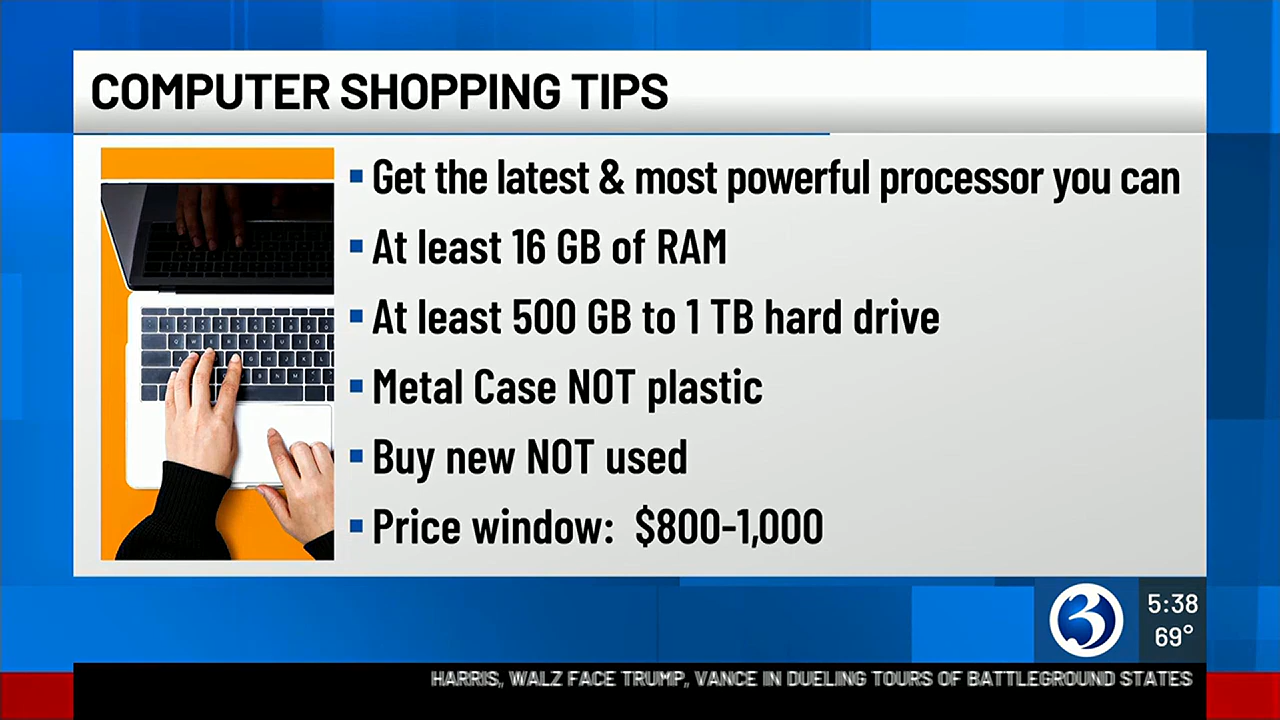 COMPUTER SHOPPING TIPS
▪ Get the latest & most powerful processor you can
▪ At least 16 GB of RAM
▪ At least 500 GB to 1 TB hard drive
▪ Metal Case NOT plastic
▪ Buy new NOT used
▪ Price window: $800-1,000
3
5:38
69°
HARRIS, WALZ FACE TRUMP, VANCE IN DUELING TOURS OF BATTLEGROUND STATES